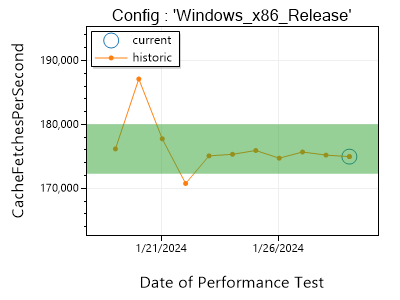 Config : 'Windows_x86_Release'
current
historic
CacheFetchesPerSecond
190,000
180,000
170,000
1/21/2024
1/26/2024
Date of Performance Test